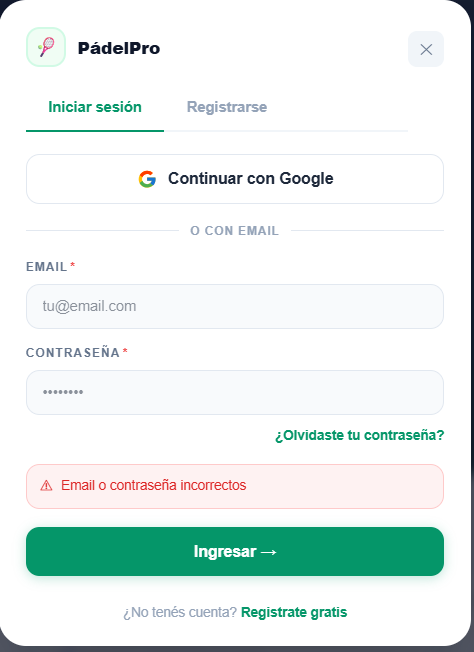 PádelPro
Iniciar sesión Registrarse
Continuar con Google
O CON EMAIL
EMAIL*
tu@email.com
CONTRASEÑA*
••••••••
¿Olvidaste tu contraseña?
Email o contraseña incorrectos
Ingresar →
¿No tenés cuenta? Registrate gratis